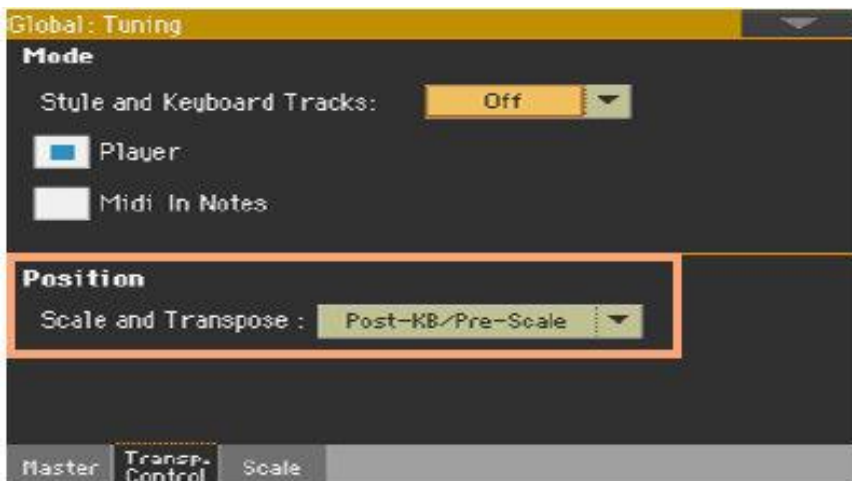 Global: Tuning
Mode
Style and Keyboard Tracks: Off
Player
Midi In Notes
Position
Scale and Transpose : Post-KB/Pre-Scale
Master Transp. Control Scale